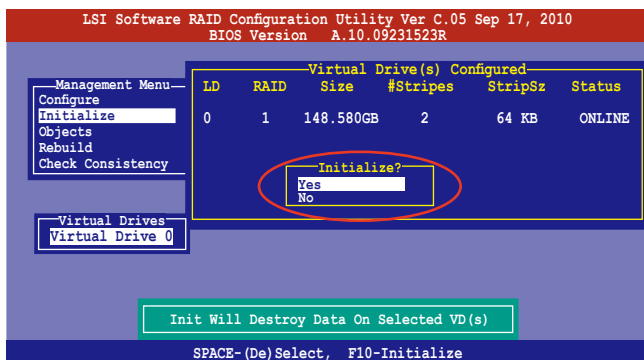 LSI Software RAID Configuration Utility Ver C.05 Sep 17, 2010
BIOS Version A.10.09231523R
Virtual Drive(s) Configured
LD RAID Size #Stripes StripSz Status
0 1 148.580GB 2 64 KB ONLINE
Management Menu
Configure
Initialize
Objects
Rebuild
Check Consistency
Initialize?
Yes
No
Virtual Drives
Virtual Drive 0
Init Will Destroy Data On Selected VD(s)
SPACE-(De)Select, F10-Initialize